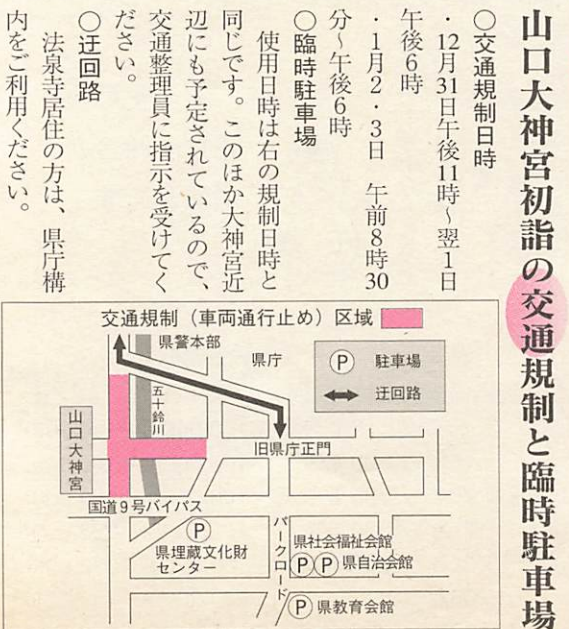 山口大神宮初詣の交通規制と臨時駐車場
○交通規制日時
・12月31日午後11時～翌1日
午後6時
・1月2・3日　午前8時30
分～午後6時
○臨時駐車場
使用日時は右の規制日時と
同じです。このほか大神宮近
辺にも予定されているので、
交通整理員に指示を受けてく
ださい。
○迂回路
法泉寺居住の方は、県庁構
内をご利用ください。
交通規制（車両通行止め）区域
県警本部
県庁
Ⓟ 駐車場
迂回路
五十鈴川
山口大神宮
旧県庁正門
国道9号バイパス
Ⓟ
県埋蔵文化財
センター
パークロード
県社会福祉会館
ⓅⓅ県自治会館
Ⓟ県教育会館